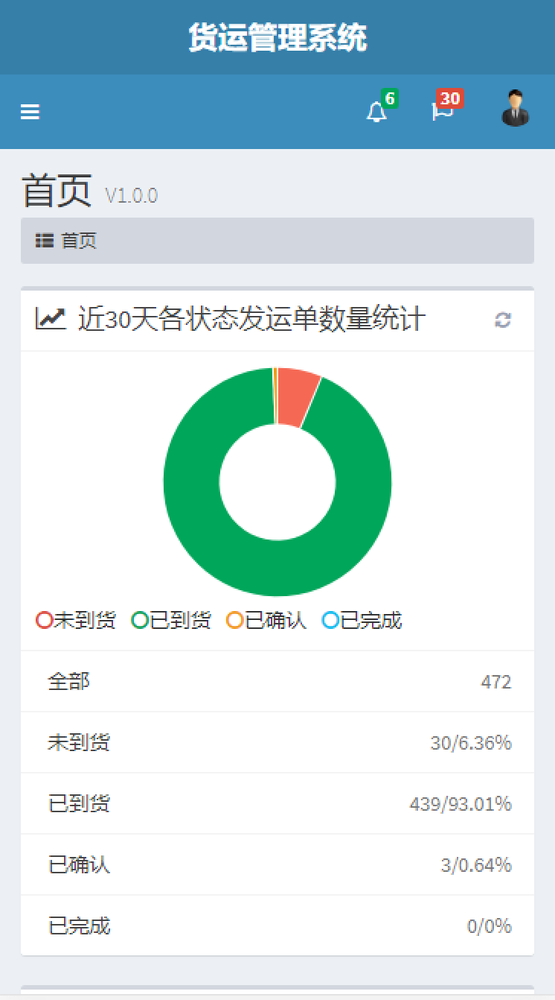 货运管理系统
6 30
首页 V1.0.0
首页
近30天各状态发运单数量统计
未到货 已到货 已确认 已完成
全部 472
未到货 30/6.36%
已到货 439/93.01%
已确认 3/0.64%
已完成 0/0%